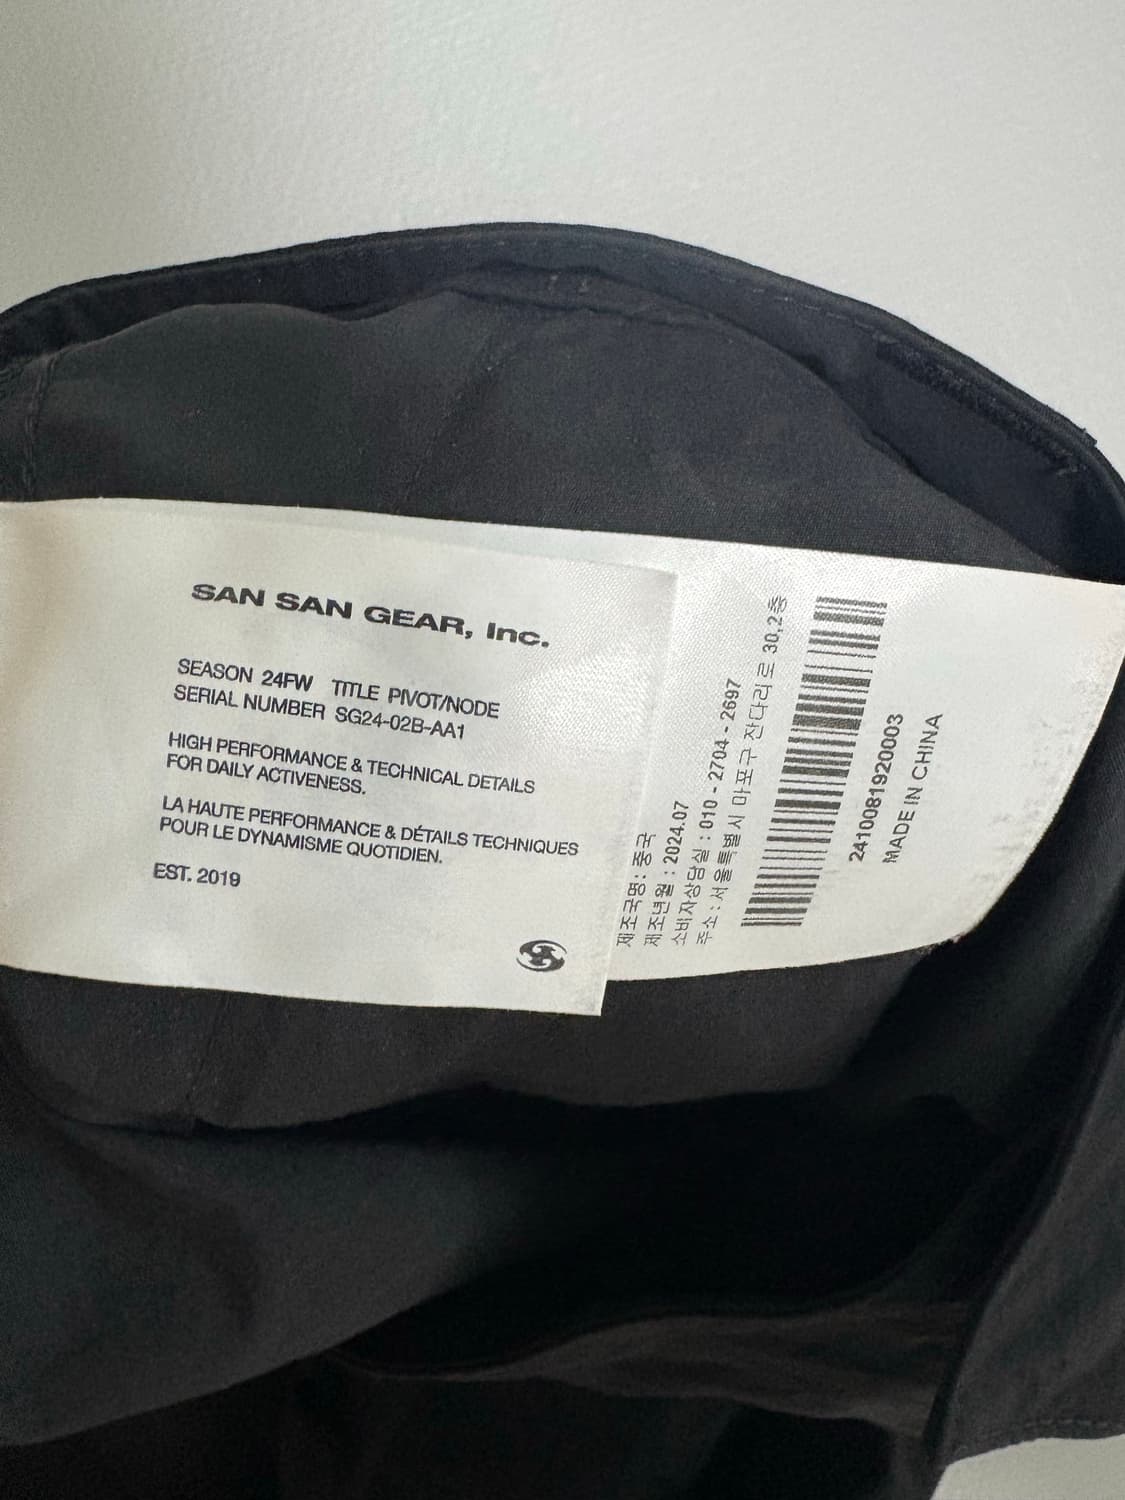 SAN SAN GEAR, Inc.
SEASON 24FW TITLE PIVOT/NODE
SERIAL NUMBER SG24-02B-AA1
HIGH PERFORMANCE & TECHNICAL DETAILS
FOR DAILY ACTIVENESS.
LA HAUTE PERFORMANCE & DÉTAILS TECHNIQUES
POUR LE DYNAMISME QUOTIDIEN.
EST. 2019
제조국명 : 중국
제조년월 : 2024.07
소비자상담실 : 010 - 2704 - 2697
주소 : 서울특별시 마포구 잔다리로 30,2층
2410081920003
MADE IN CHINA